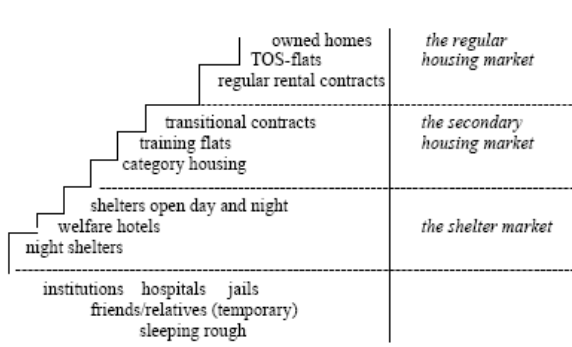 owned homes the regular
TOS-flats housing market
regular rental contracts
transitional contracts the secondary
training flats housing market
category housing
shelters open day and night
welfare hotels the shelter market
night shelters
institutions hospitals jails
friends/relatives (temporary)
sleeping rough